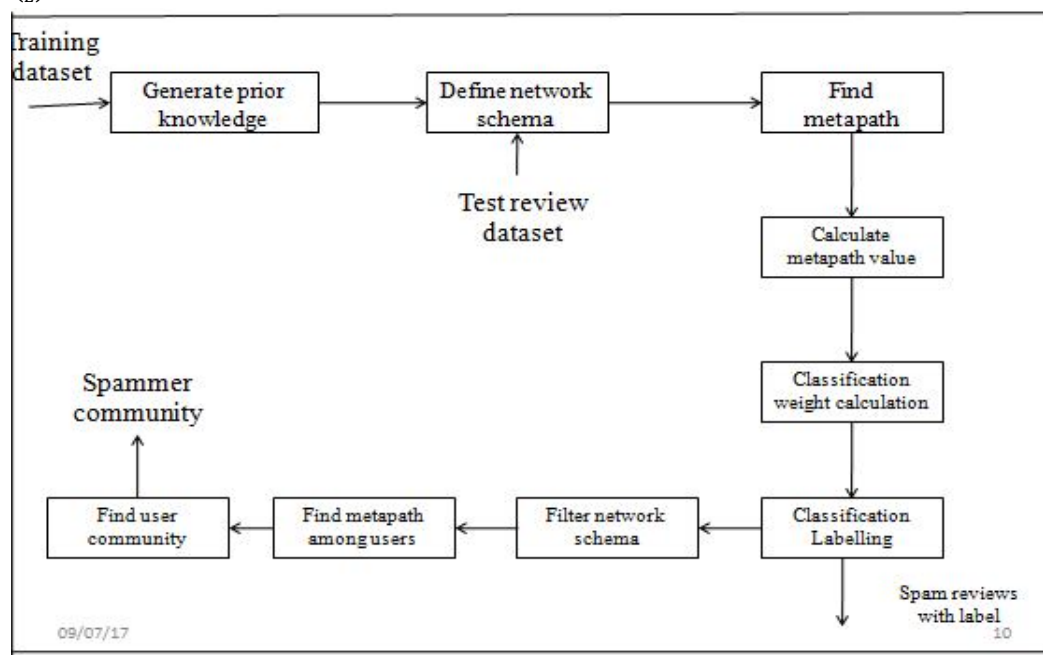 Training
dataset
Generate prior
knowledge
Define network
schema
Find
metapath
Test review
dataset
Calculate
metapath value
Classification
weight calculation
Spammer
community
Find user
community
Find metapath
among users
Filter network
schema
Classification
Labelling
Spam reviews
with label
09/07/17
10